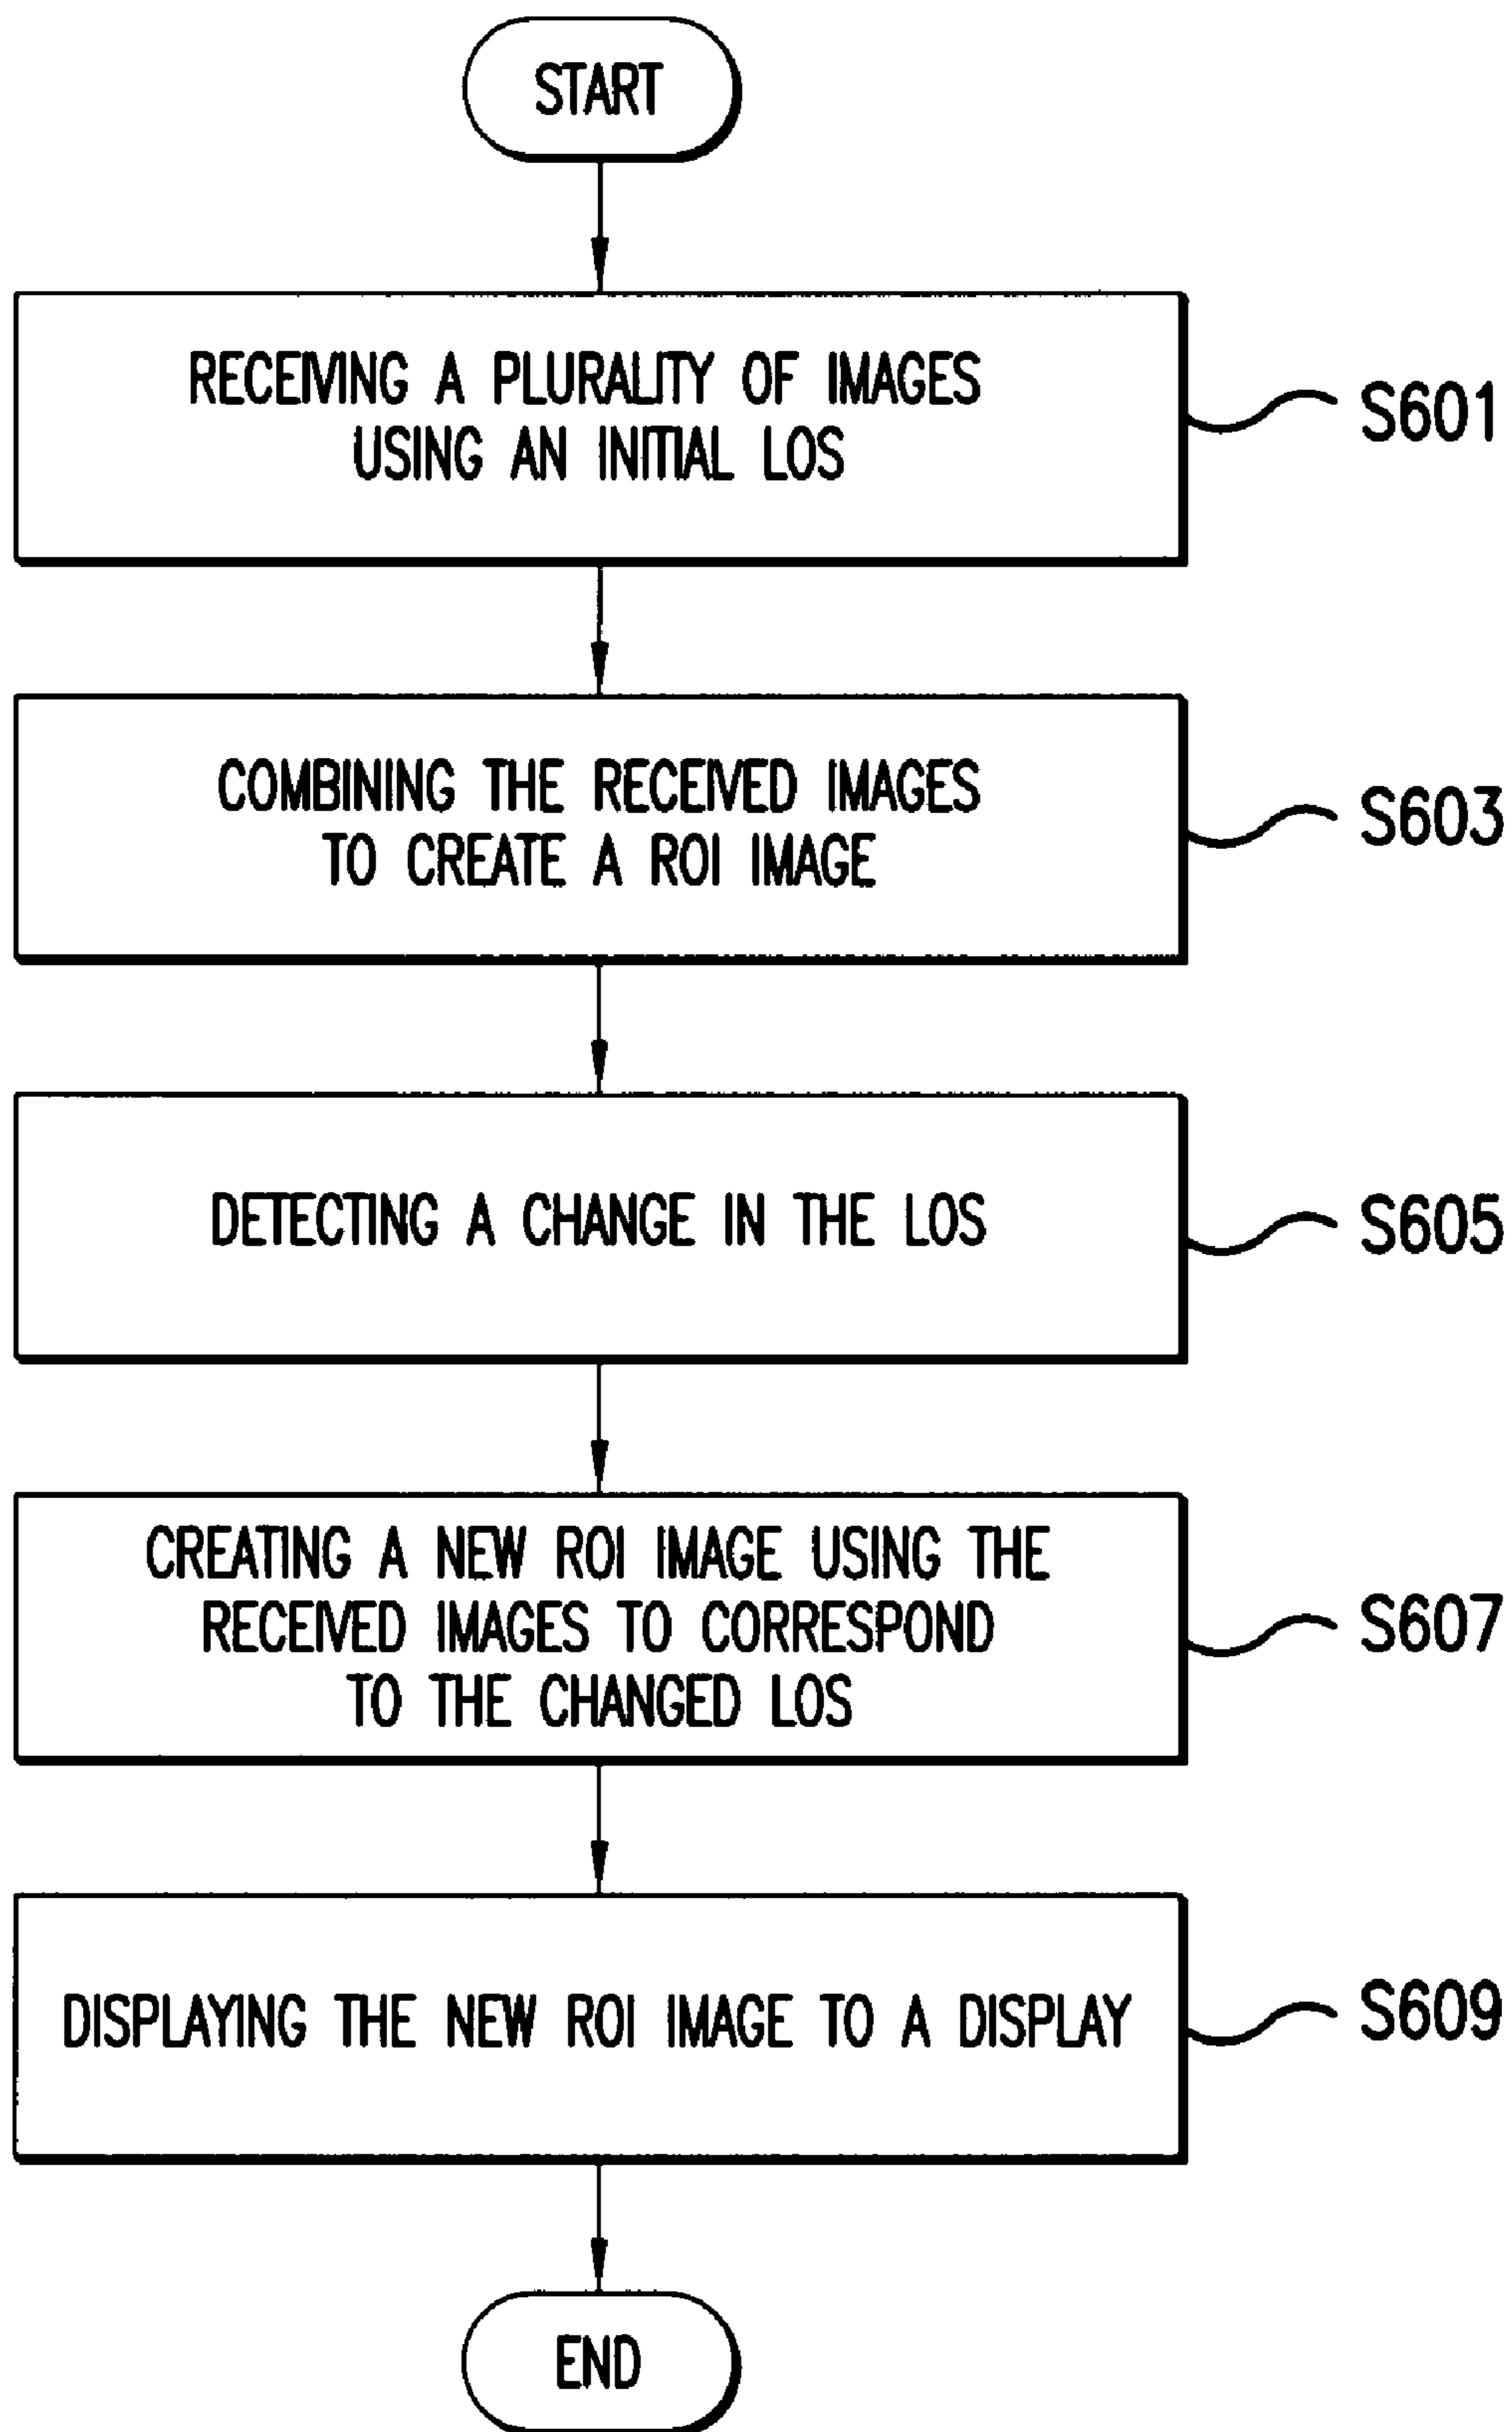 START
RECEIVING A PLURALITY OF IMAGES
USING AN INITIAL LOS
S601
COMBINING THE RECEIVED IMAGES
TO CREATE A ROI IMAGE
S603
DETECTING A CHANGE IN THE LOS
S605
CREATING A NEW ROI IMAGE USING THE
RECEIVED IMAGES TO CORRESPOND
TO THE CHANGED LOS
S607
DISPLAYING THE NEW ROI IMAGE TO A DISPLAY
S609
END